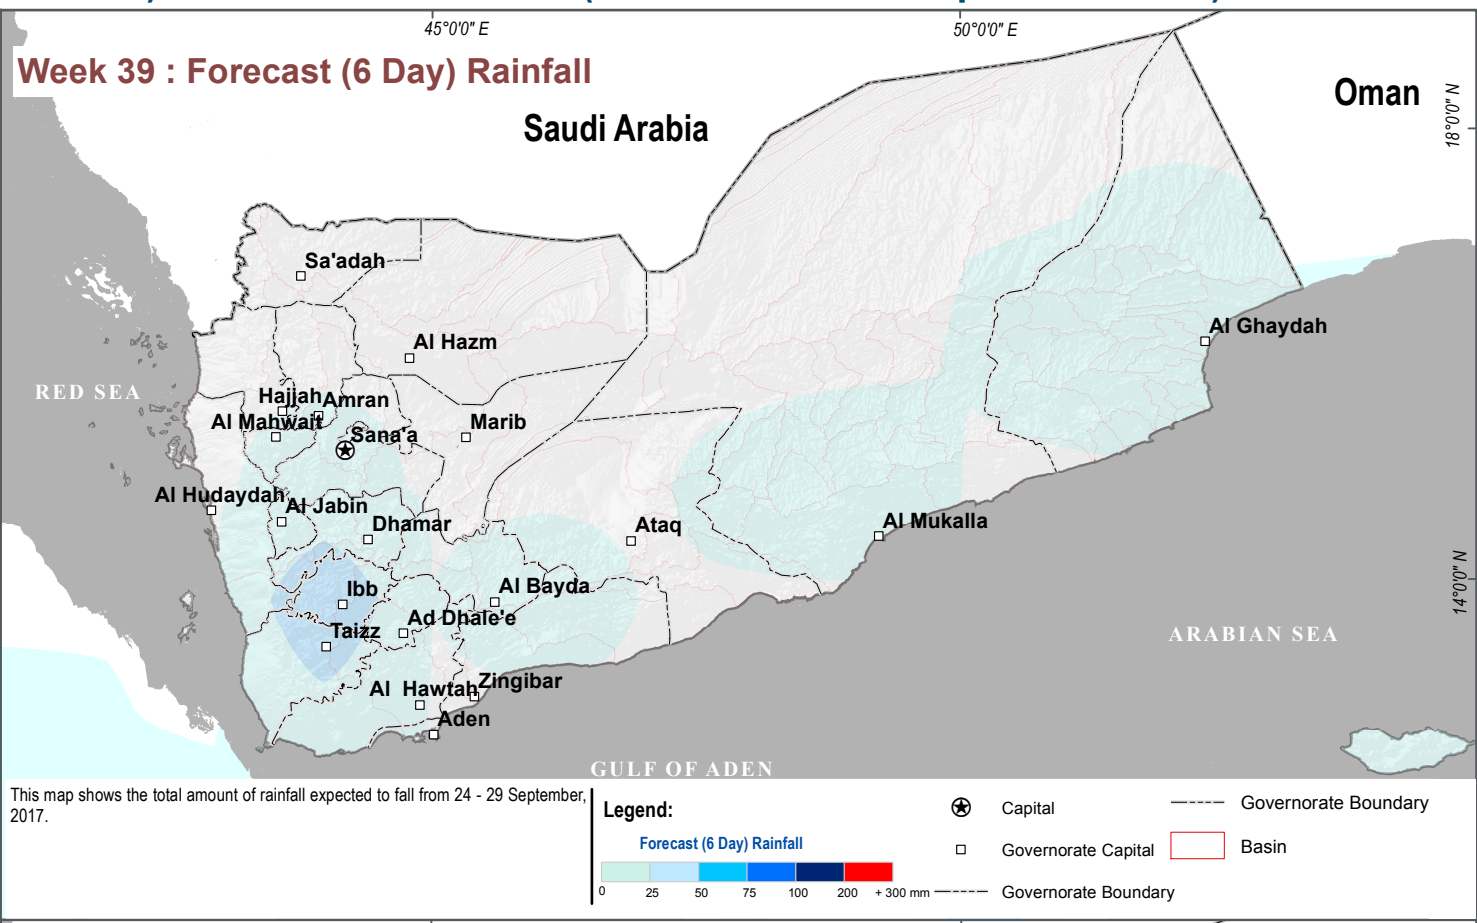 45°0'0" E
50°0'0" E
Week 39 : Forecast (6 Day) Rainfall
Oman
18°0'0" N
Saudi Arabia
Sa'adah
Al Ghaydah
Al Hazm
RED SEA
Hajjah
Amran
Al Mahwait
Sana'a
Marib
Al Hudaydah
Al Jabin
Dhamar
Ataq
Al Mukalla
14°0'0" N
Ibb
Al Bayda
Ad Dhale'e
Taizz
ARABIAN SEA
Al Hawtah
Zingibar
Aden
GULF OF ADEN
This map shows the total amount of rainfall expected to fall from 24 - 29 September,
2017.
Legend:
Forecast (6 Day) Rainfall
0 25 50 75 100 200 + 300 mm
Capital
Governorate Capital
Governorate Boundary
Governorate Boundary
Basin